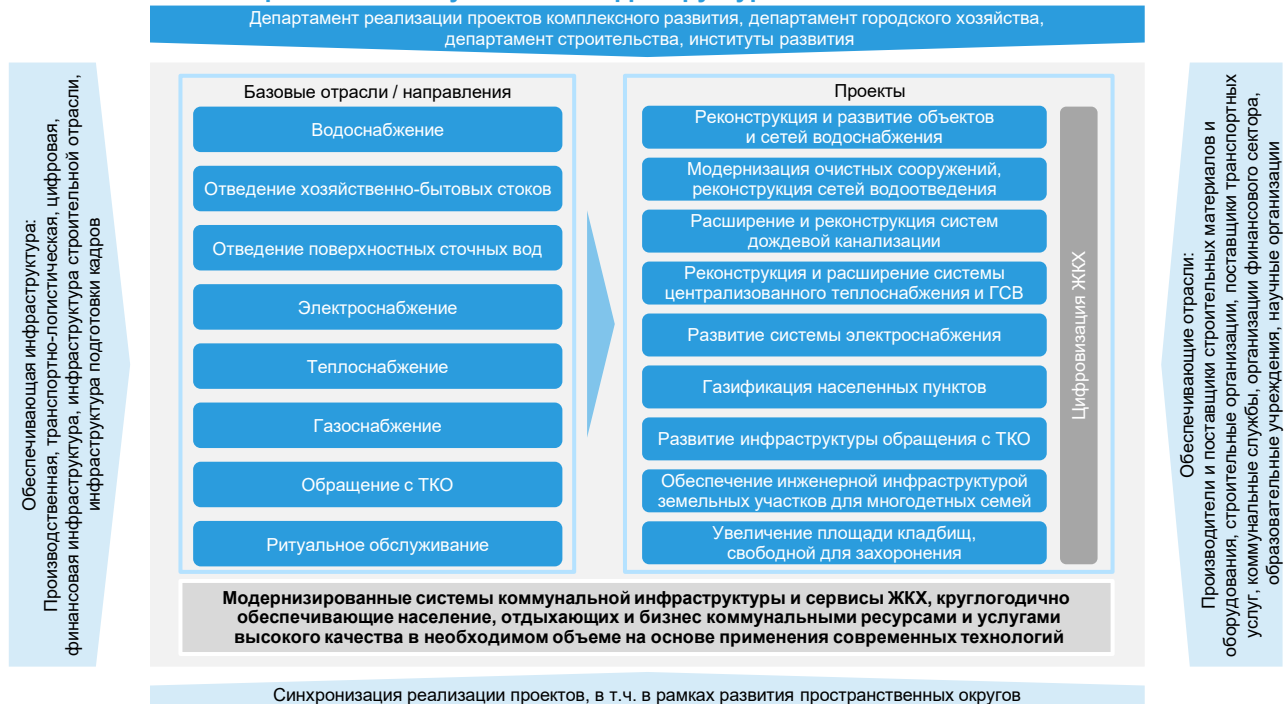 Департамент реализации проектов комплексного развития, департамент городского хозяйства,
департамент строительства, институты развития
Обеспечивающая инфраструктура:
Производственная, транспортно-логистическая, цифровая,
финансовая инфраструктура, инфраструктура строительной отрасли,
инфраструктура подготовки кадров
Базовые отрасли / направления
Водоснабжение
Отведение хозяйственно-бытовых стоков
Отведение поверхностных сточных вод
Электроснабжение
Теплоснабжение
Газоснабжение
Обращение с ТКО
Ритуальное обслуживание
Проекты
Реконструкция и развитие объектов
и сетей водоснабжения
Модернизация очистных сооружений,
реконструкция сетей водоотведения
Расширение и реконструкция систем
дождевой канализации
Реконструкция и расширение системы
централизованного теплоснабжения и ГСВ
Развитие системы электроснабжения
Газификация населенных пунктов
Развитие инфраструктуры обращения с ТКО
Обеспечение инженерной инфраструктурой
земельных участков для многодетных семей
Увеличение площади кладбищ,
свободной для захоронения
Цифровизация ЖКХ
Обеспечивающие отрасли:
Производители и поставщики строительных материалов и
оборудования, строительные организации, поставщики транспортных
услуг, коммунальные службы, организации финансового сектора,
образовательные учреждения, научные организации
Модернизированные системы коммунальной инфраструктуры и сервисы ЖКХ, круглогодично
обеспечивающие население, отдыхающих и бизнес коммунальными ресурсами и услугами
высокого качества в необходимом объеме на основе применения современных технологий
Синхронизация реализации проектов, в т.ч. в рамках развития пространственных округов